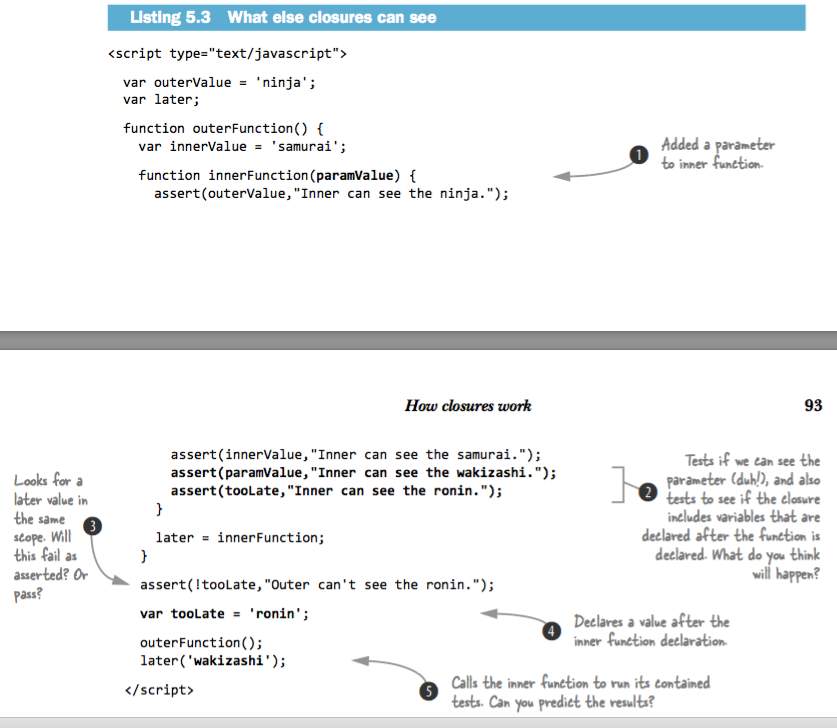 Listing 5.3 What else closures can see
<script type="text/javascript">
var outerValue = 'ninja';
var later;
function outerFunction() {
var innerValue = 'samurai';
function innerFunction(paramValue) {
assert(outerValue,"Inner can see the ninja.");
1 Added a parameter
to inner function.
How closures work 93
assert(innerValue,"Inner can see the samurai.");
assert(paramValue,"Inner can see the wakizashi.");
assert(tooLate,"Inner can see the ronin.");
}
later = innerFunction;
}
assert(!tooLate,"Outer can't see the ronin.");
var tooLate = 'ronin';
outerFunction();
later('wakizashi');
</script>
Tests if we can see the
2 parameter (duh!), and also
tests to see if the closure
includes variables that are
declared after the function is
declared. What do you think
will happen?
Looks for a
later value in
the same
3
scope. Will
this fail as
asserted? Or
pass?
Declares a value after the
4 inner function declaration.
5 Calls the inner function to run its contained
tests. Can you predict the results?